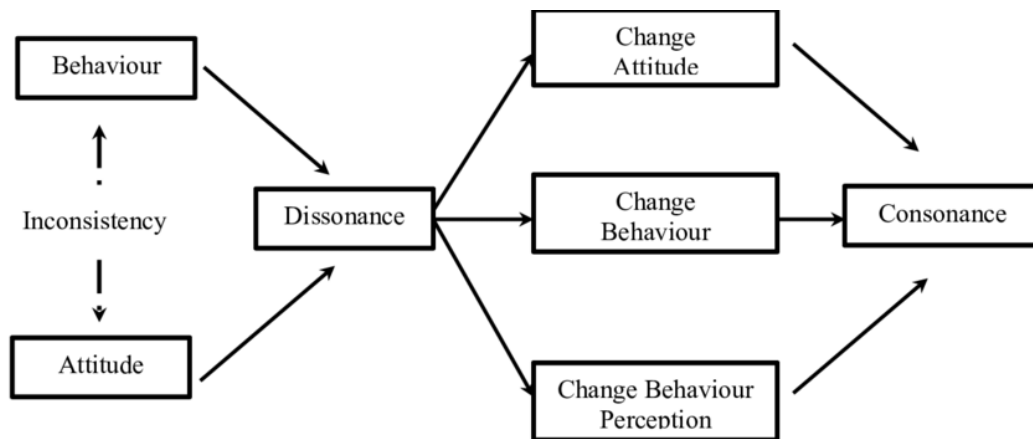 Behaviour
Inconsistency
Attitude
Dissonance
Change
Attitude
Change
Behaviour
Change Behaviour
Perception
Consonance